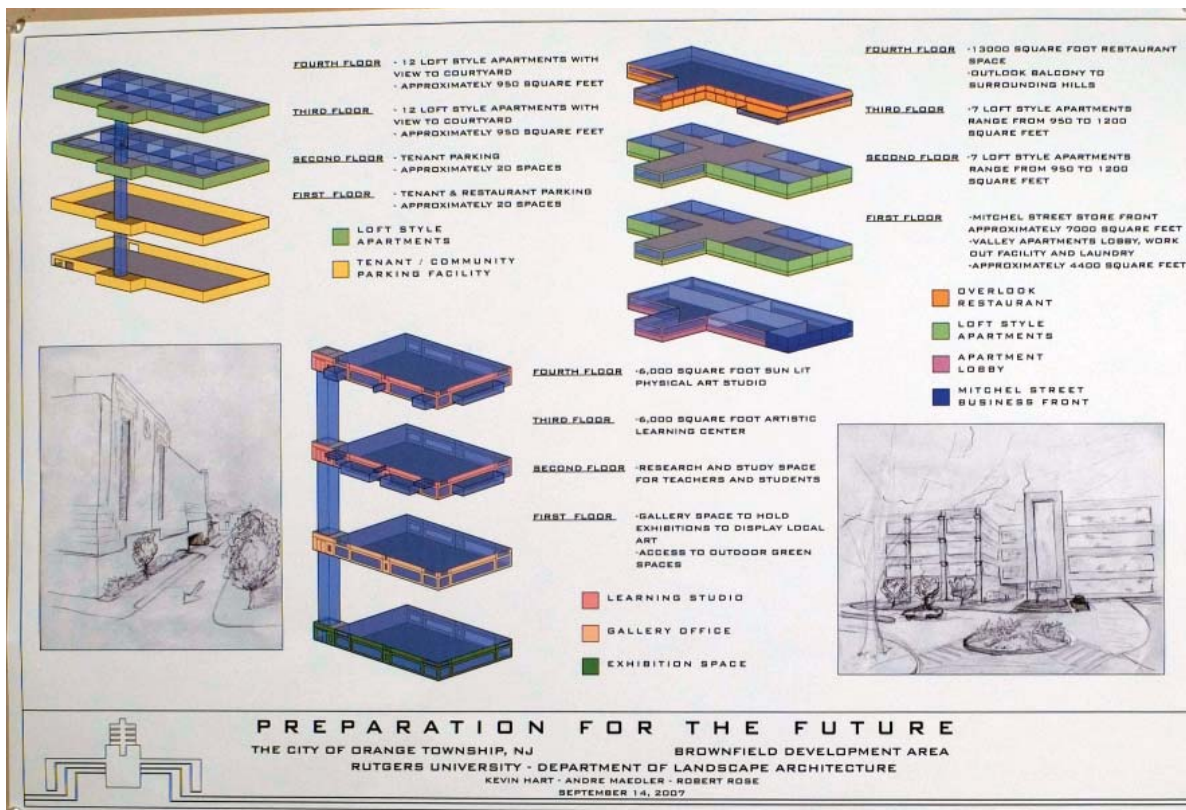 FOURTH FLOOR - 12 LOFT STYLE APARTMENTS WITH
VIEW TO COURTYARD
- APPROXIMATELY 950 SQUARE FEET
THIRD FLOOR - 12 LOFT STYLE APARTMENTS WITH
VIEW TO COURTYARD
- APPROXIMATELY 950 SQUARE FEET
SECOND FLOOR - TENANT PARKING
- APPROXIMATELY 20 SPACES
FIRST FLOOR - TENANT & RESTAURANT PARKING
- APPROXIMATELY 20 SPACES
LOFT STYLE
APARTMENTS
TENANT / COMMUNITY
PARKING FACILITY
FOURTH FLOOR -13000 SQUARE FOOT RESTAURANT
SPACE
-OUTLOOK BALCONY TO
SURROUNDING HILLS
THIRD FLOOR -7 LOFT STYLE APARTMENTS
RANGE FROM 950 TO 1200
SQUARE FEET
SECOND FLOOR -7 LOFT STYLE APARTMENTS
RANGE FROM 950 TO 1200
SQUARE FEET
FIRST FLOOR -MITCHEL STREET STORE FRONT
APPROXIMATELY 7000 SQUARE FEET
-VALLEY APARTMENTS LOBBY, WORK
OUT FACILITY AND LAUNDRY
-APPROXIMATELY 4400 SQUARE FEET
OVERLOOK
RESTAURANT
LOFT STYLE
APARTMENTS
APARTMENT
LOBBY
MITCHEL STREET
BUSINESS FRONT
FOURTH FLOOR -6,000 SQUARE FOOT SUN LIT
PHYSICAL ART STUDIO
THIRD FLOOR -6,000 SQUARE FOOT ARTISTIC
LEARNING CENTER
SECOND FLOOR -RESEARCH AND STUDY SPACE
FOR TEACHERS AND STUDENTS
FIRST FLOOR -GALLERY SPACE TO HOLD
EXHIBITIONS TO DISPLAY LOCAL
ART
-ACCESS TO OUTDOOR GREEN
SPACES
LEARNING STUDIO
GALLERY OFFICE
EXHIBITION SPACE
PREPARATION FOR THE FUTURE
THE CITY OF ORANGE TOWNSHIP, NJ BROWNFIELD DEVELOPMENT AREA
RUTGERS UNIVERSITY - DEPARTMENT OF LANDSCAPE ARCHITECTURE
KEVIN HART - ANDRE MAEDLER - ROBERT ROSE
SEPTEMBER 14, 2007